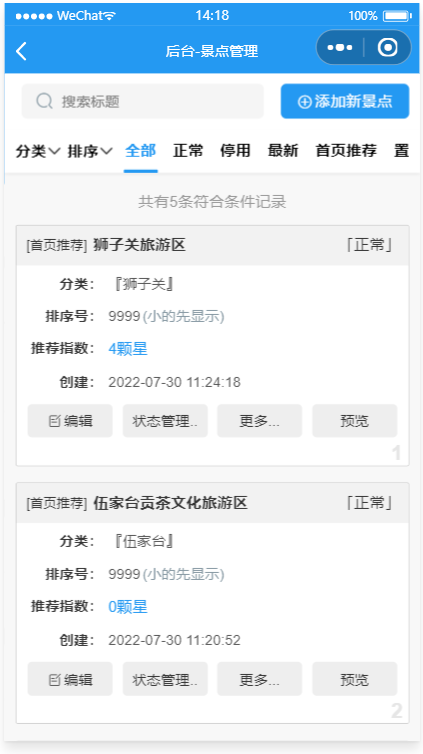 WeChat 14:18 100%
后台-景点管理
搜索标题 添加新景点
分类 排序 全部 正常 停用 最新 首页推荐 置
共有5条符合条件记录
[首页推荐] 狮子关旅游区 「正常」
分类: 『狮子关』
排序号: 9999(小的先显示)
推荐指数: 4颗星
创建: 2022-07-30 11:24:18
编辑 状态管理.. 更多... 预览
1
[首页推荐] 伍家台贡茶文化旅游区 「正常」
分类: 『伍家台』
排序号: 9999(小的先显示)
推荐指数: 0颗星
创建: 2022-07-30 11:20:52
编辑 状态管理.. 更多... 预览
2